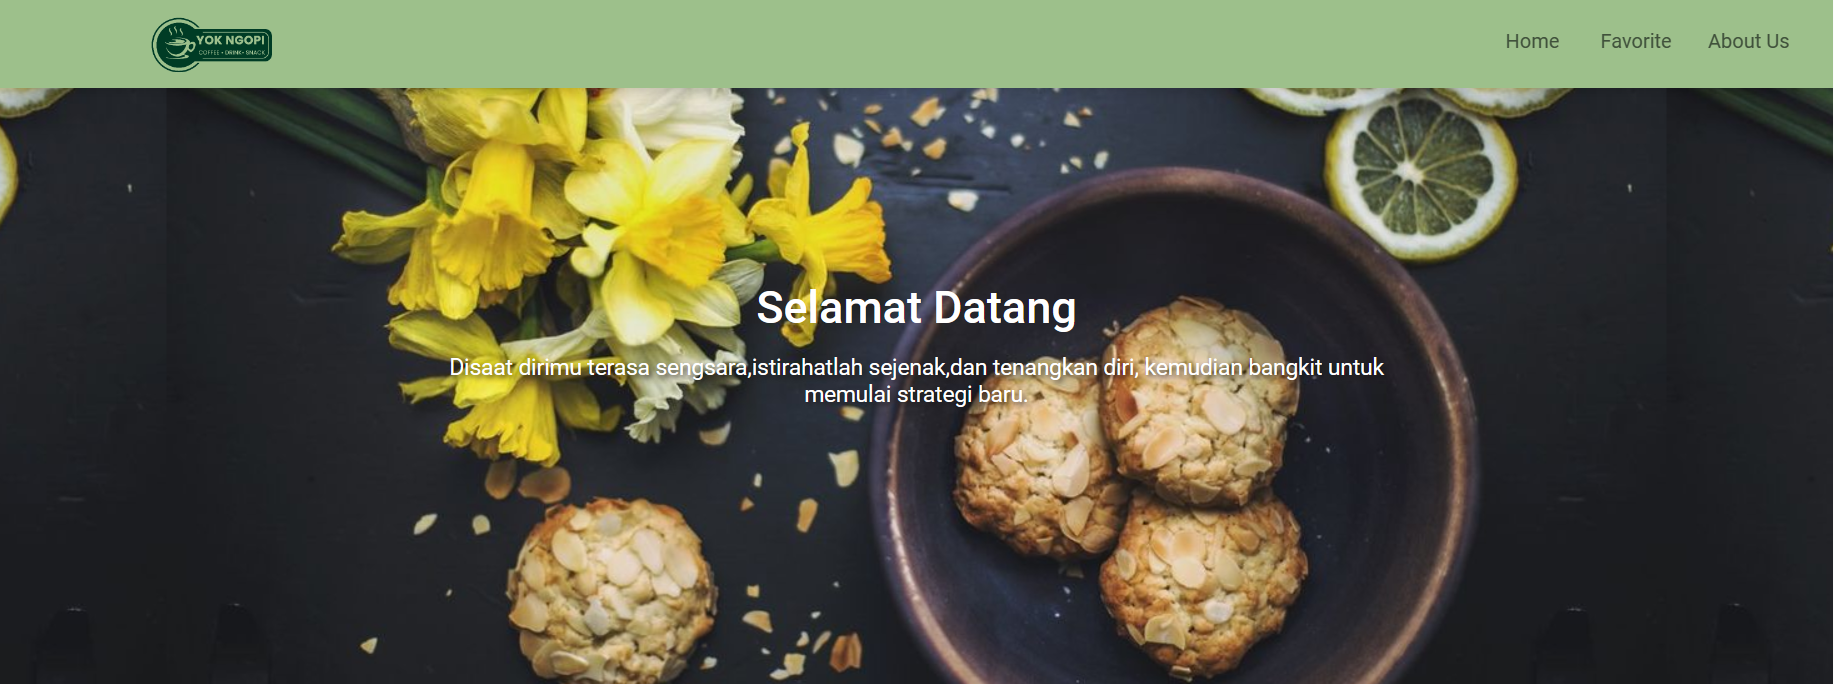 YOK NGOPI
COFFEE • DRINK • SNACK
Home Favorite About Us
Selamat Datang
Disaat dirimu terasa sengsara,istirahatlah sejenak,dan tenangkan diri, kemudian bangkit untuk
memulai strategi baru.